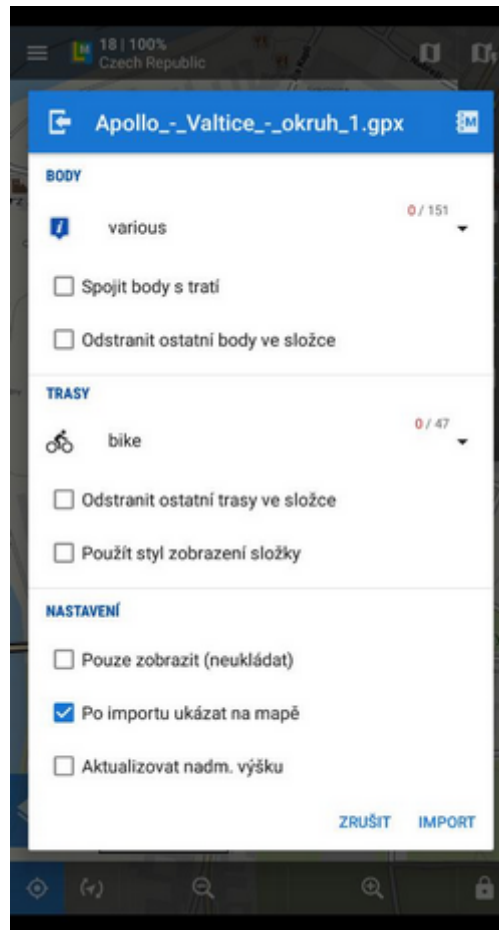 18 | 100%
Czech Republic
Apollo_-_Valtice_-_okruh_1.gpx
BODY
various
0 / 151
Spojit body s tratí
Odstranit ostatní body ve složce
TRASY
bike
0 / 47
Odstranit ostatní trasy ve složce
Použít styl zobrazení složky
NASTAVENÍ
Pouze zobrazit (neukládat)
Po importu ukázat na mapě
Aktualizovat nadm. výšku
ZRUŠIT IMPORT